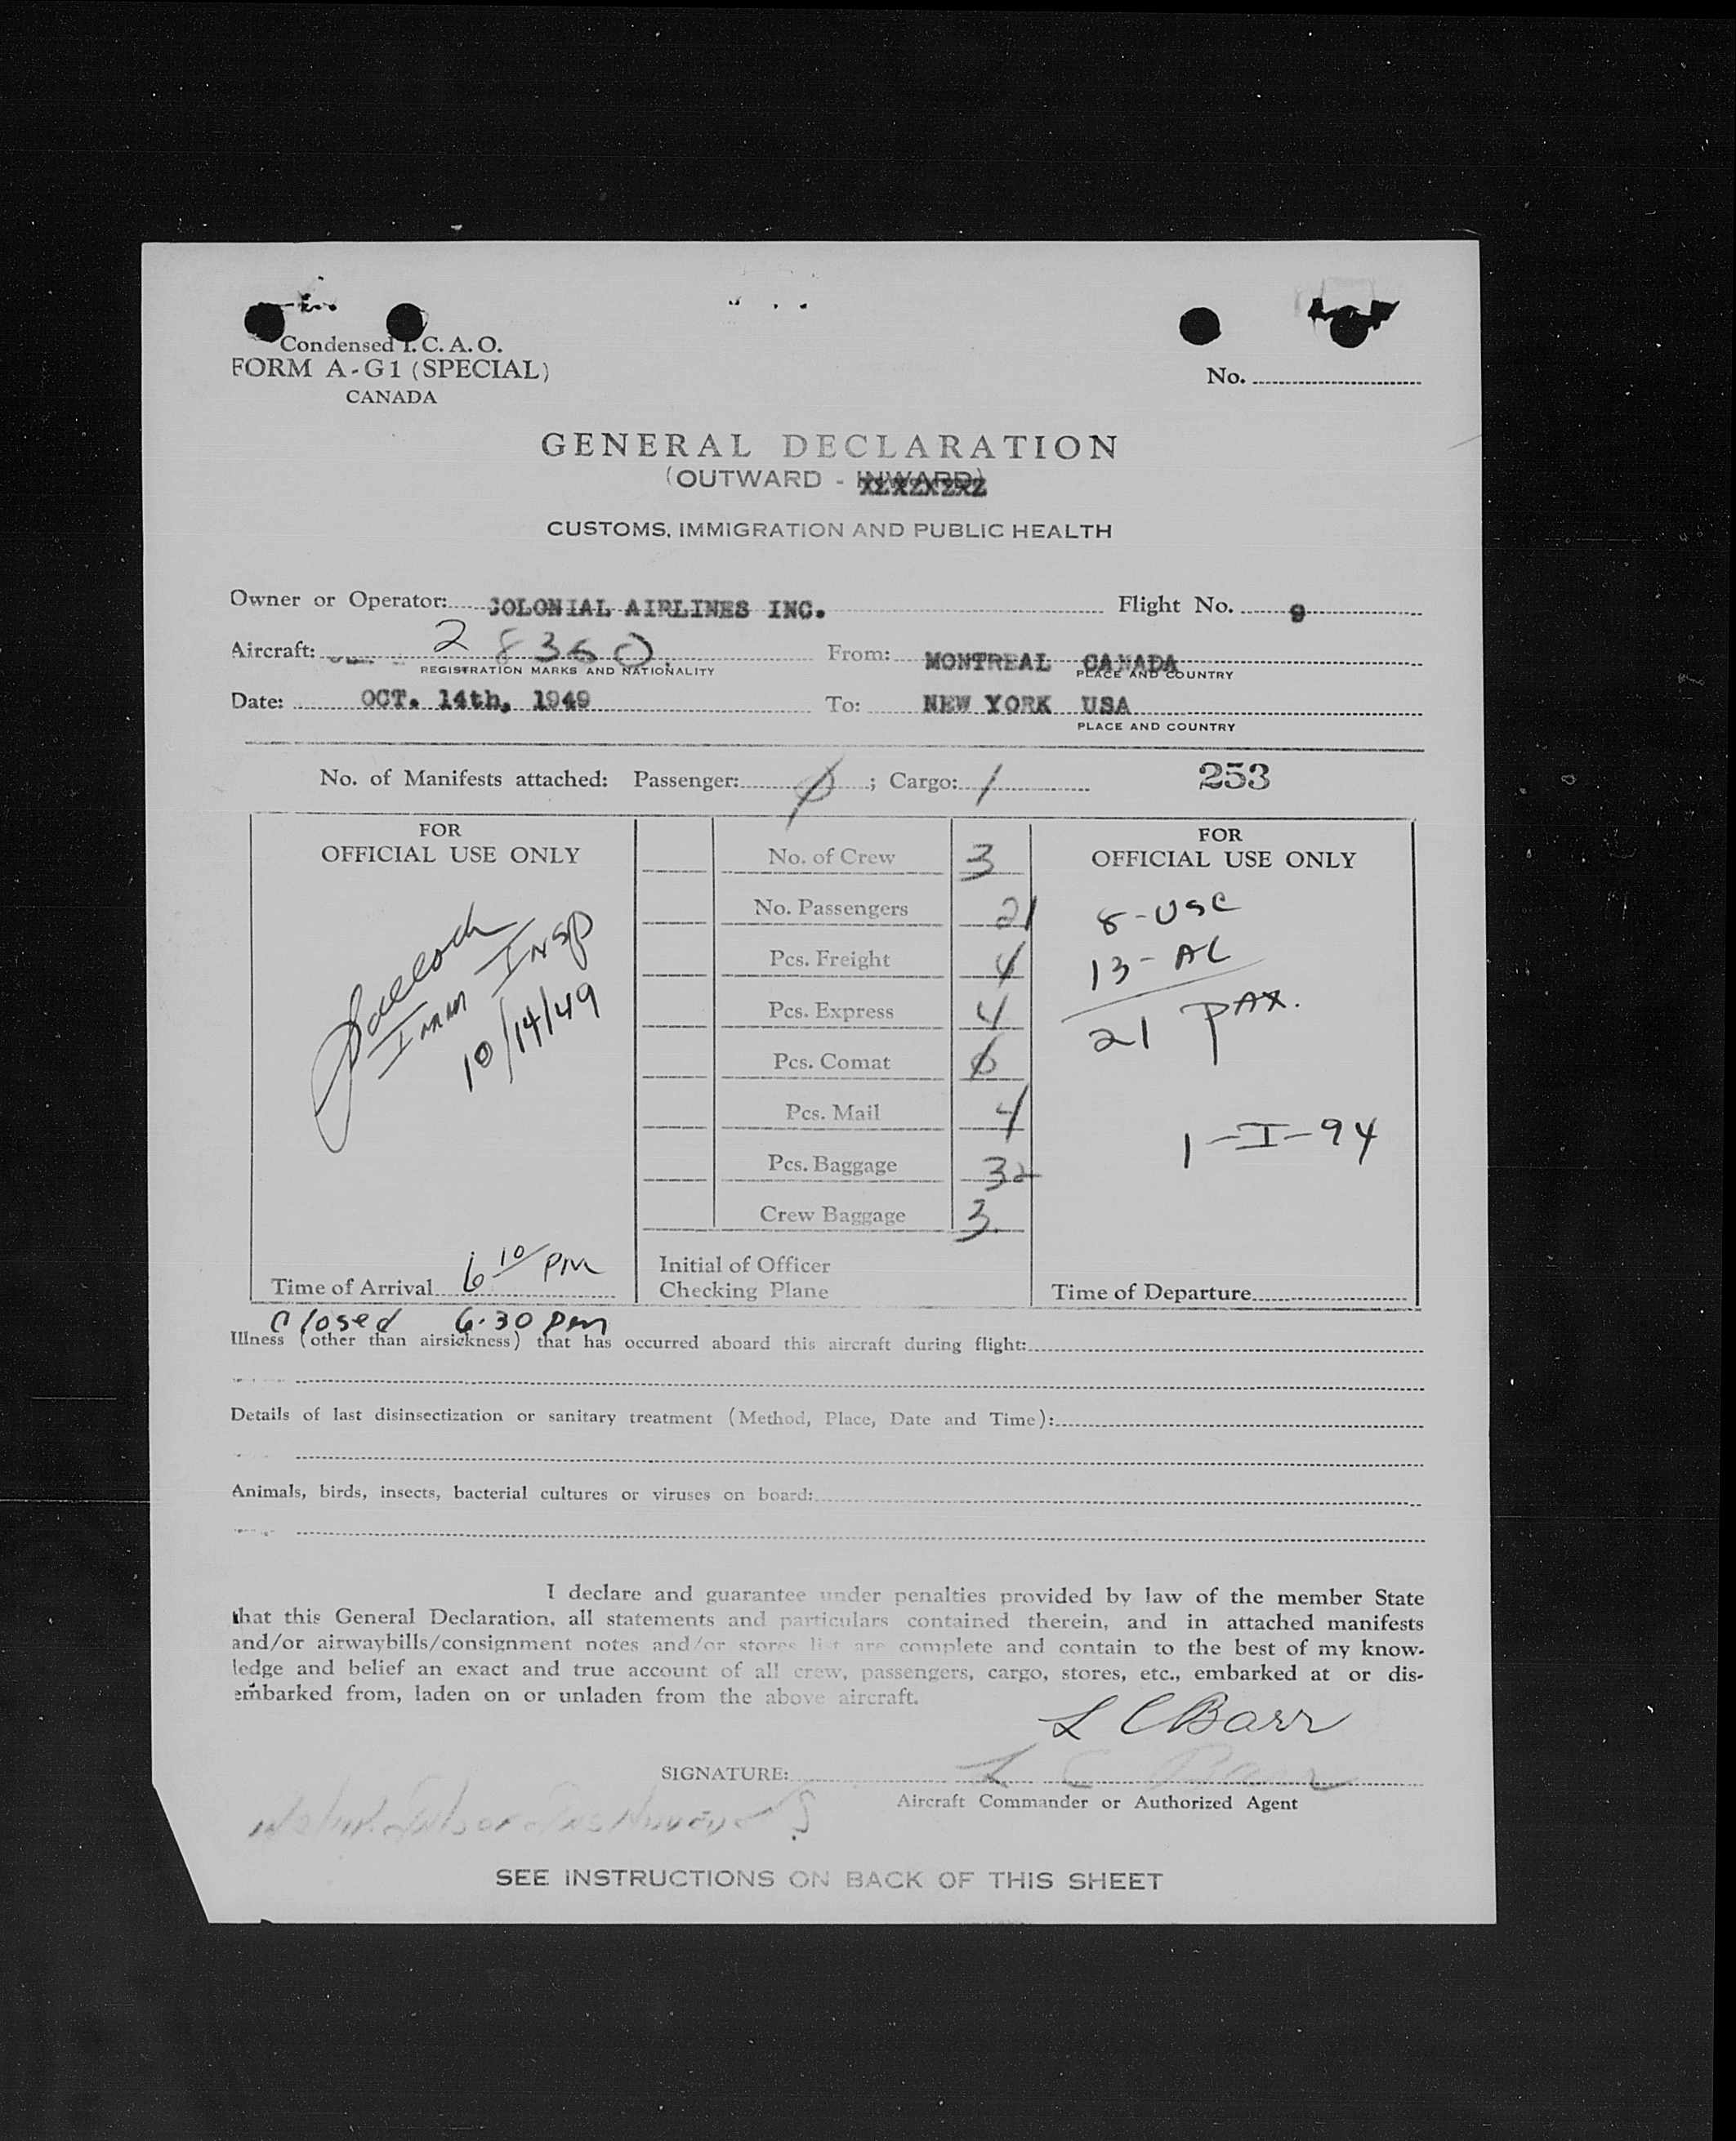 Condensed I. C. A. O.
FORM A-G1 (SPECIAL)
CANADA
No.
GENERAL DECLARATION
(OUTWARD - INWARD)
CUSTOMS, IMMIGRATION AND PUBLIC HEALTH
Owner or Operator: COLONIAL AIRLINES INC. Flight No. 9
Aircraft: 28360 From: MONTREAL CANADA
REGISTRATION MARKS AND NATIONALITY PLACE AND COUNTRY
Date: OCT. 14th, 1949 To: NEW YORK USA
PLACE AND COUNTRY
No. of Manifests attached: Passenger: 0 ; Cargo: 1 253
FOR
OFFICIAL USE ONLY
Imm Insp
10/14/49
Time of Arrival 6 10 PM
No. of Crew 3
No. Passengers 21
Pcs. Freight
Pcs. Express 4
Pcs. Comat 0
Pcs. Mail 4
Pcs. Baggage 32
Crew Baggage 3
Initial of Officer
Checking Plane
FOR
OFFICIAL USE ONLY
8-USC
13-AL
21 PAX.
1-I-94
Time of Departure
Closed 6.30 pm
Illness (other than airsickness) that has occurred aboard this aircraft during flight:
Details of last disinsectization or sanitary treatment (Method, Place, Date and Time):
Animals, birds, insects, bacterial cultures or viruses on board:
I declare and guarantee under penalties provided by law of the member State
that this General Declaration, all statements and particulars contained therein, and in attached manifests
and/or airwaybills/consignment notes and/or stores list are complete and contain to the best of my know-
ledge and belief an exact and true account of all crew, passengers, cargo, stores, etc., embarked at or dis-
embarked from, laden on or unladen from the above aircraft.
L C Barr
SIGNATURE: L C Barr
Aircraft Commander or Authorized Agent
SEE INSTRUCTIONS ON BACK OF THIS SHEET